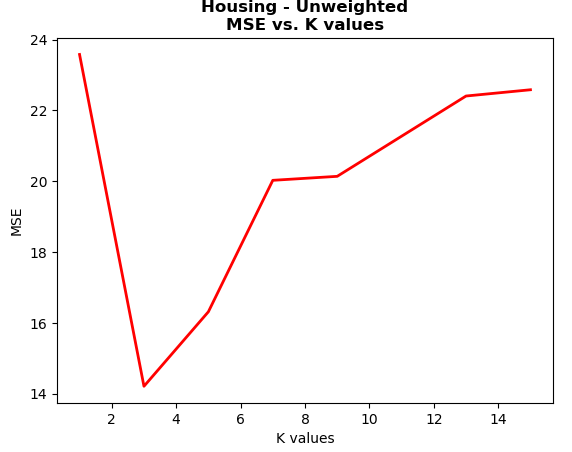 Housing - Unweighted
MSE vs. K values
24
22
20
18
16
14
MSE
2 4 6 8 10 12 14
K values